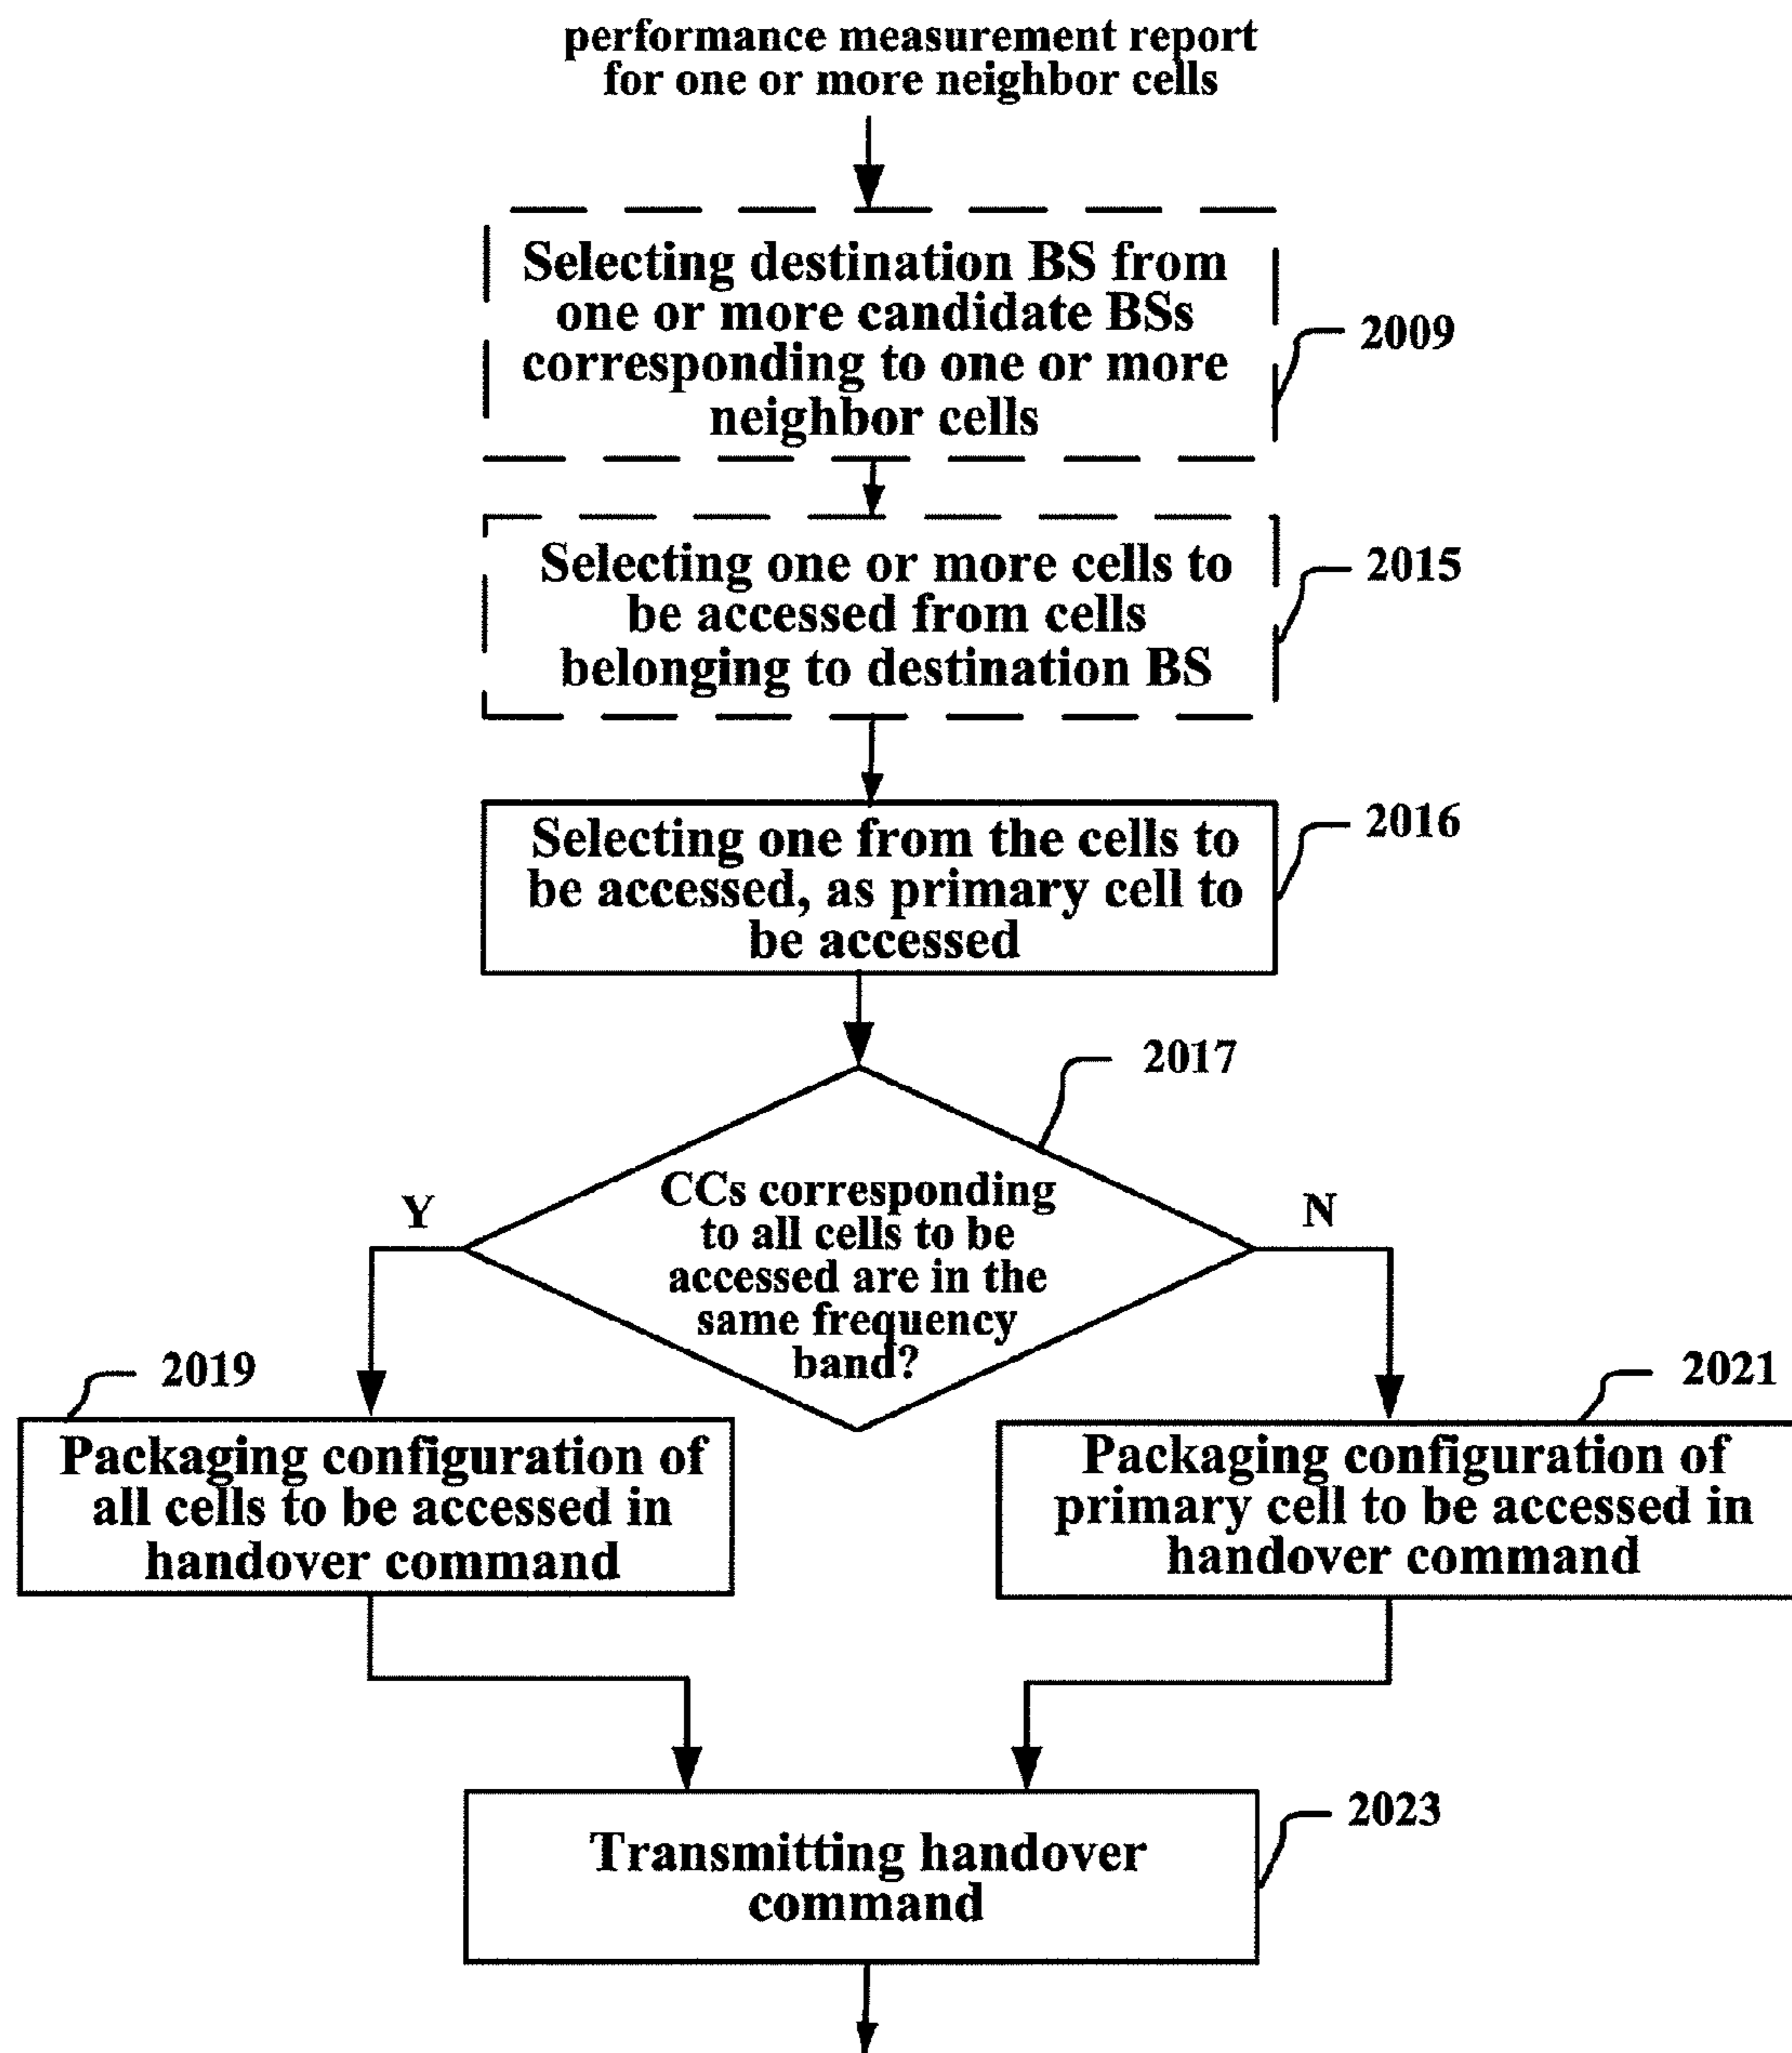 performance measurement report
for one or more neighbor cells
Selecting destination BS from
one or more candidate BSs
corresponding to one or more
neighbor cells
2009
Selecting one or more cells to
be accessed from cells
belonging to destination BS
2015
Selecting one from the cells to
be accessed, as primary cell to
be accessed
2016
2017
CCs corresponding
to all cells to be
accessed are in the
same frequency
band?
Y
N
2019
Packaging configuration of
all cells to be accessed in
handover command
2021
Packaging configuration of
primary cell to be accessed in
handover command
Transmitting handover
command
2023